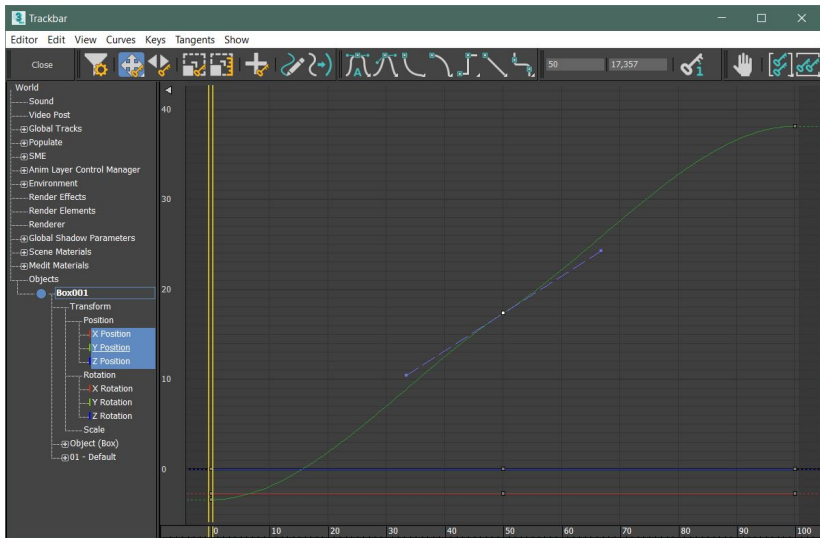 3 Trackbar
Editor Edit View Curves Keys Tangents Show
Close A 50 17,357 i
World
Sound
Video Post
Global Tracks
Populate
SME
Anim Layer Control Manager
Environment
Render Effects
Render Elements
Renderer
Global Shadow Parameters
Scene Materials
Medit Materials
Objects
Box001
Transform
Position
X Position
Y Position
Z Position
Rotation
X Rotation
Y Rotation
Z Rotation
Scale
Object (Box)
01 - Default
40
30
20
10
0
0 10 20 30 40 50 60 70 80 90 100